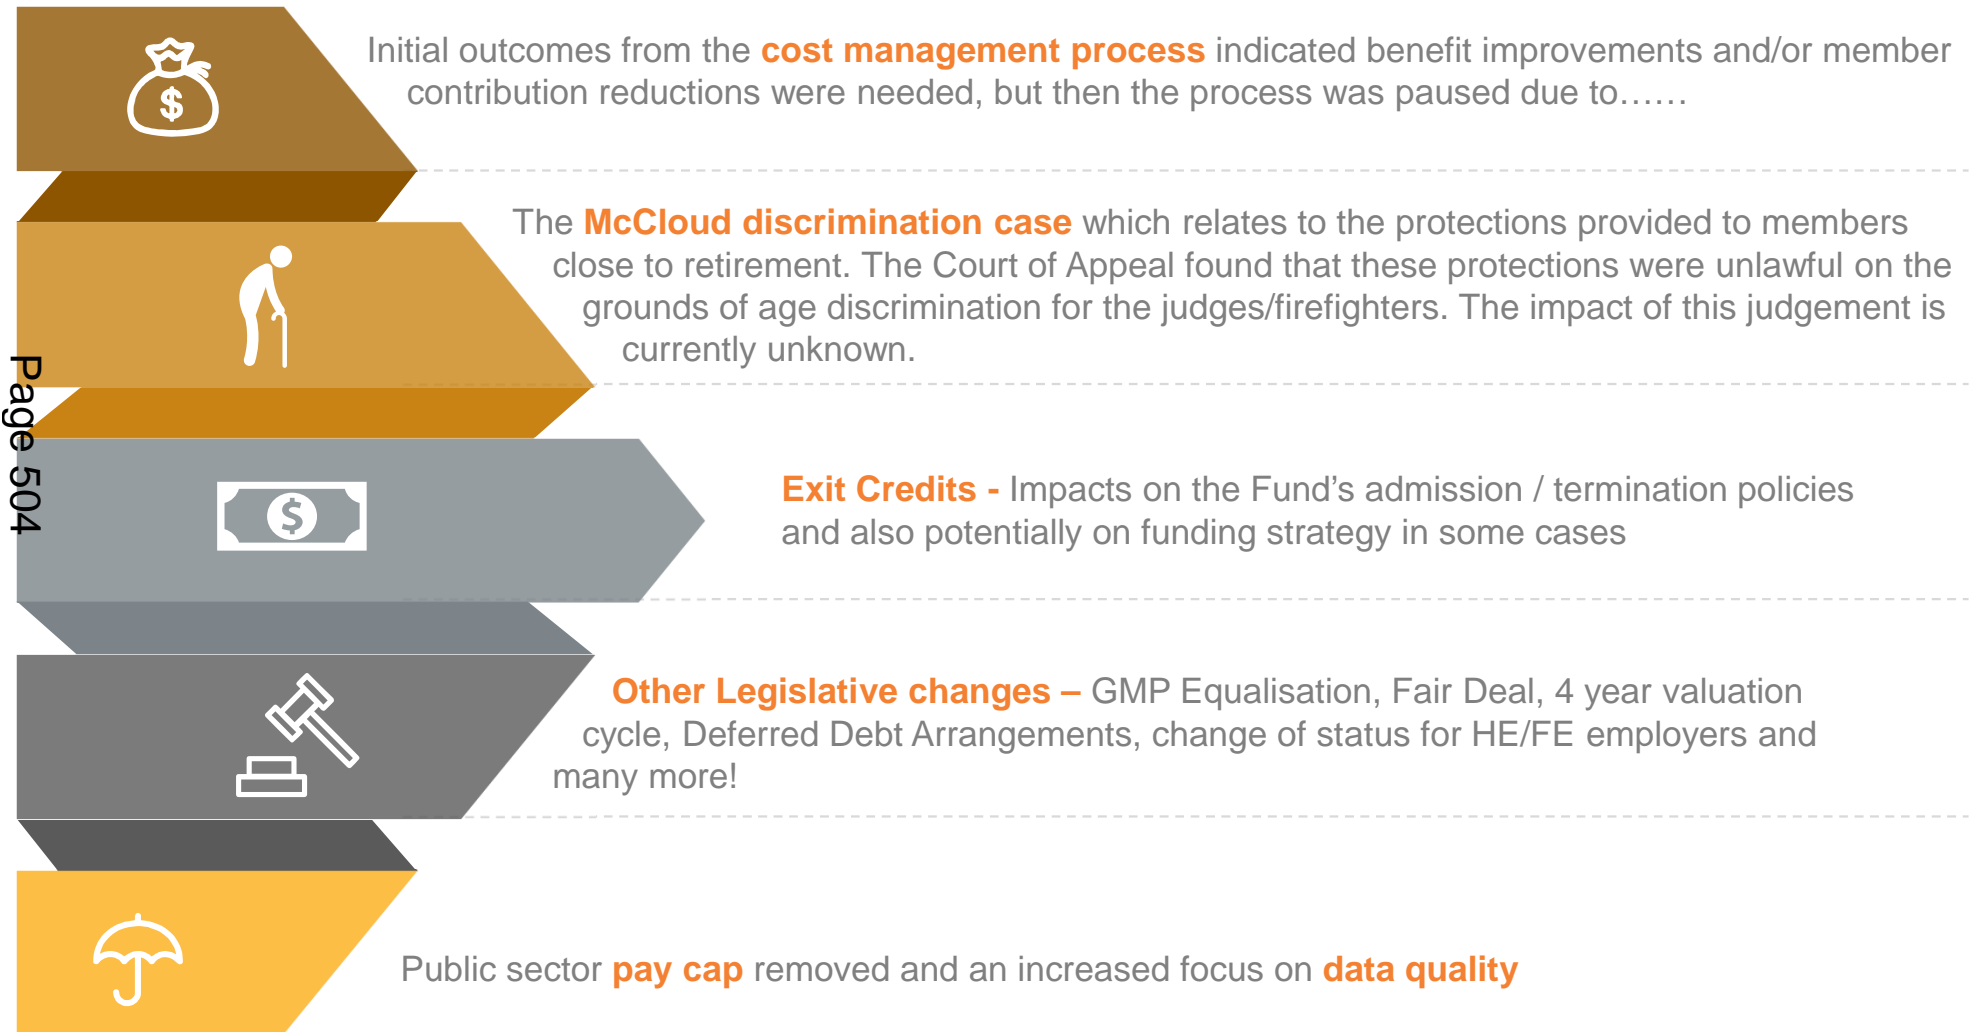 Initial outcomes from the cost management process indicated benefit improvements and/or member
contribution reductions were needed, but then the process was paused due to……
$
The McCloud discrimination case which relates to the protections provided to members
close to retirement. The Court of Appeal found that these protections were unlawful on the
grounds of age discrimination for the judges/firefighters. The impact of this judgement is
currently unknown.
Page 504
Exit Credits - Impacts on the Fund’s admission / termination policies
and also potentially on funding strategy in some cases
$
Other Legislative changes – GMP Equalisation, Fair Deal, 4 year valuation
cycle, Deferred Debt Arrangements, change of status for HE/FE employers and
many more!
Public sector pay cap removed and an increased focus on data quality